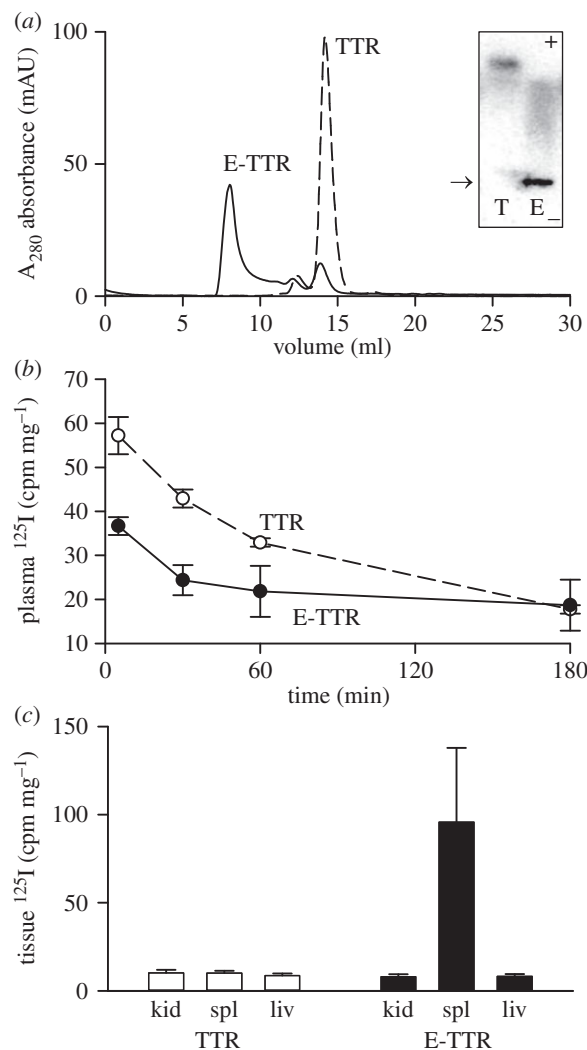 (a)
100
50
0
A280 absorbance (mAU)
E-TTR
TTR
+
→
T E
–
0 5 10 15 20 25 30
volume (ml)
(b)
70
60
50
40
30
20
10
plasma 125I (cpm mg−1)
TTR
E-TTR
0 60 120 180
time (min)
(c)
150
100
50
0
tissue 125I (cpm mg−1)
kid spl liv kid spl liv
TTR E-TTR